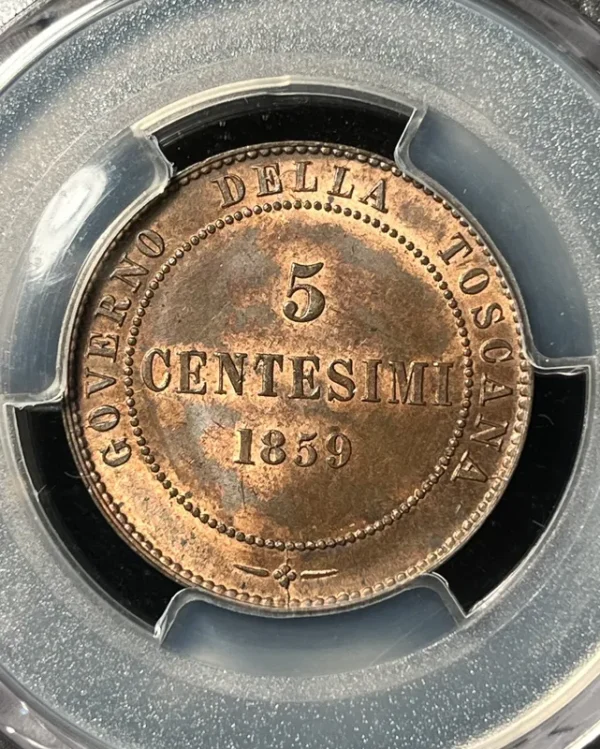 GOVERNO DELLA TOSCANA
5
CENTESIMI
1859